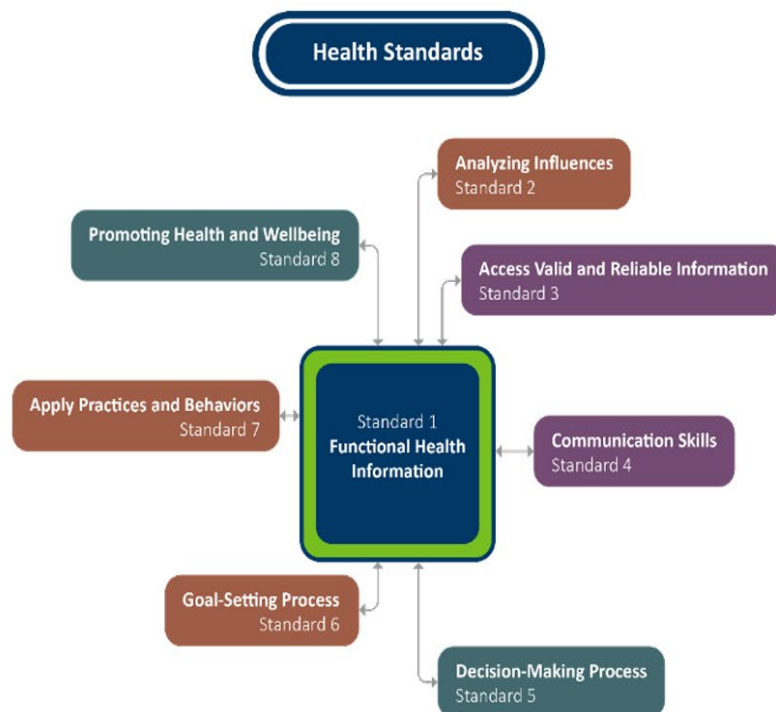 Health Standards
Analyzing Influences
Standard 2
Promoting Health and Wellbeing
Standard 8
Access Valid and Reliable Information
Standard 3
Standard 1
Functional Health
Information
Apply Practices and Behaviors
Standard 7
Communication Skills
Standard 4
Goal-Setting Process
Standard 6
Decision-Making Process
Standard 5